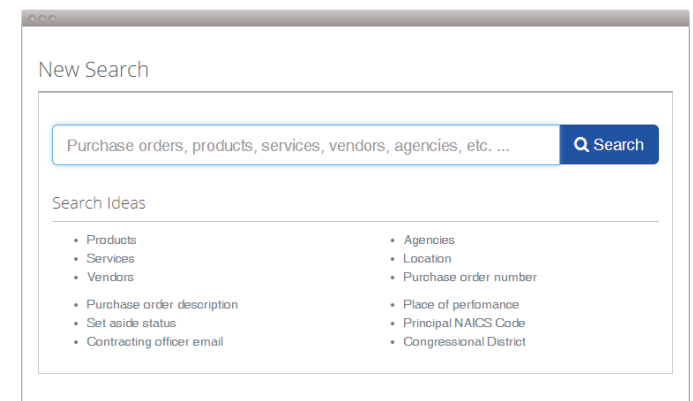 New Search
Purchase orders, products, services, vendors, agencies, etc. ...
Search
Search Ideas
Products
Services
Vendors
Purchase order description
Set aside status
Contracting officer email
Agencies
Location
Purchase order number
Place of perfomance
Principal NAICS Code
Congressional District